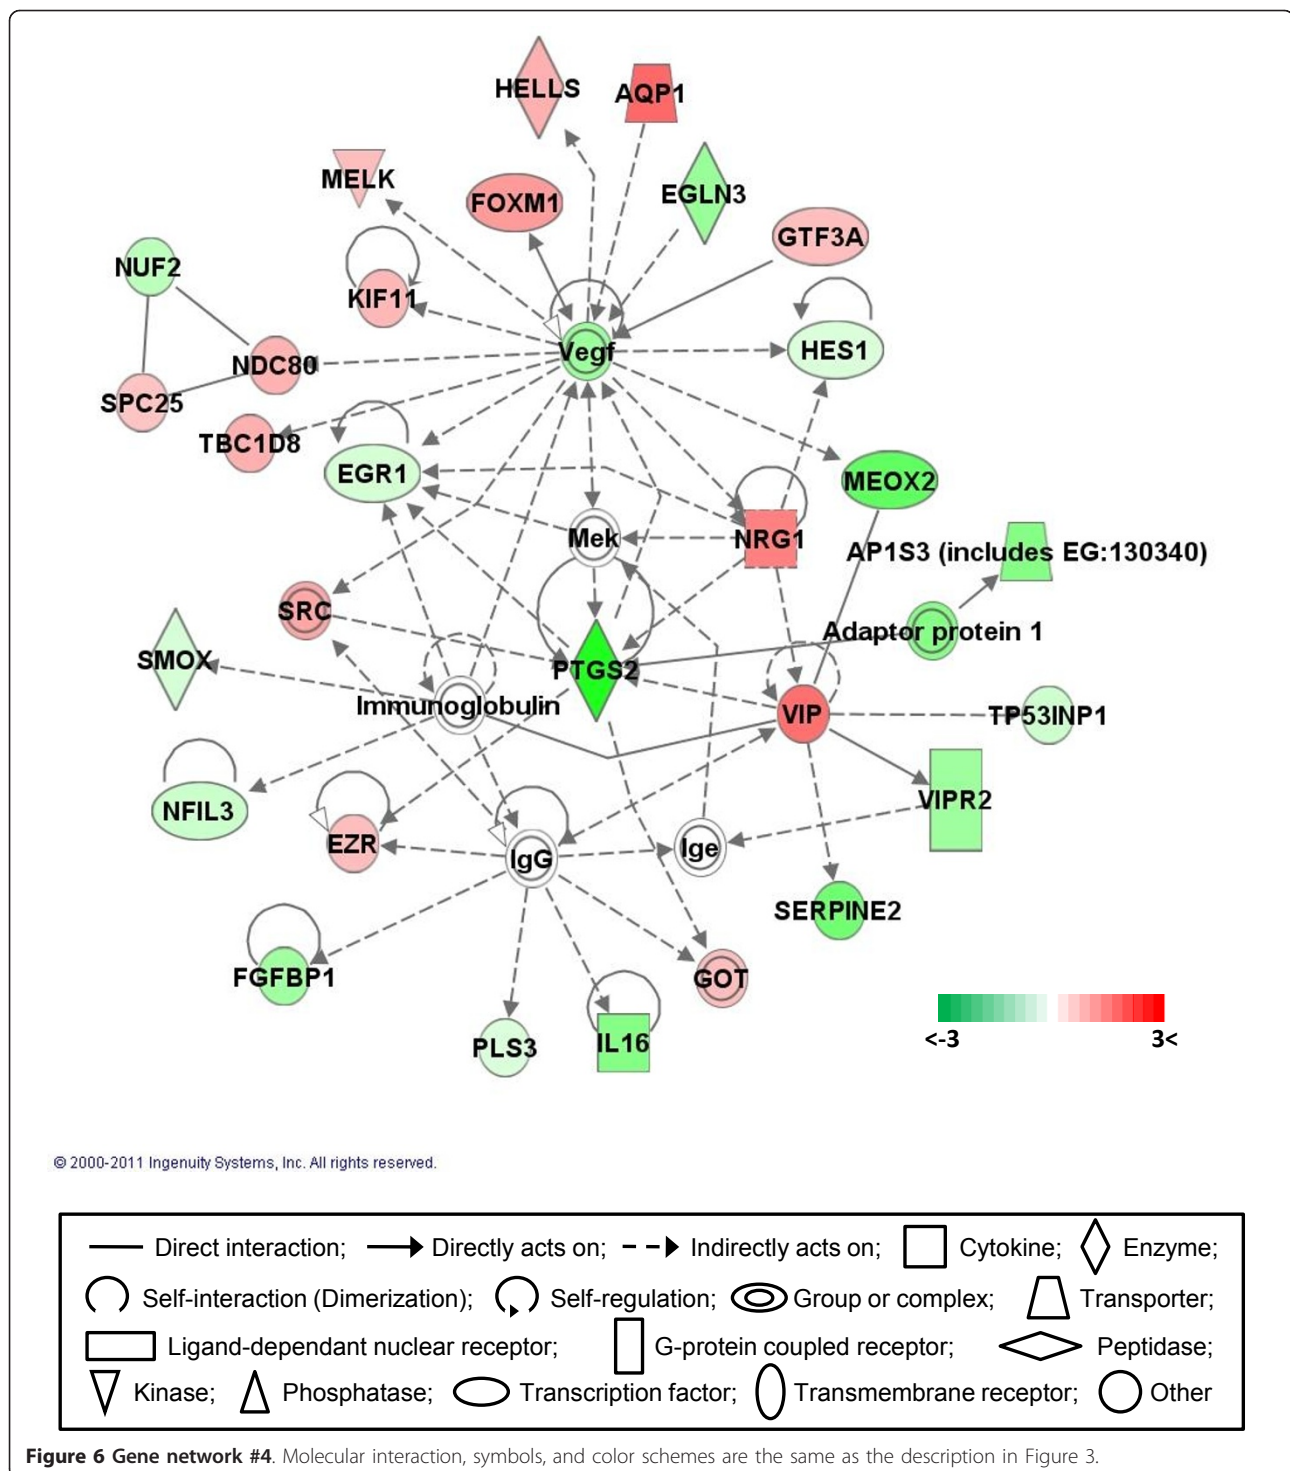 HELLS
AQP1
MELK
FOXM1
EGLN3
GTF3A
NUF2
KIF11
NDC80
Vegf
HES1
SPC25
TBC1D8
EGR1
MEOX2
Mek
NRG1
AP1S3 (includes EG:130340)
SRC
Adaptor protein 1
SMOX
PTGS2
Immunoglobulin
VIP
TP53INP1
NFIL3
VIPR2
EZR
IgG
Ige
SERPINE2
FGFBP1
GOT
PLS3
IL16
<-3
3<
© 2000-2011 Ingenuity Systems, Inc. All rights reserved.
Direct interaction; Directly acts on; Indirectly acts on; Cytokine; Enzyme;
Self-interaction (Dimerization); Self-regulation; Group or complex; Transporter;
Ligand-dependant nuclear receptor; G-protein coupled receptor; Peptidase;
Kinase; Phosphatase; Transcription factor; Transmembrane receptor; Other
Figure 6 Gene network #4. Molecular interaction, symbols, and color schemes are the same as the description in Figure 3.